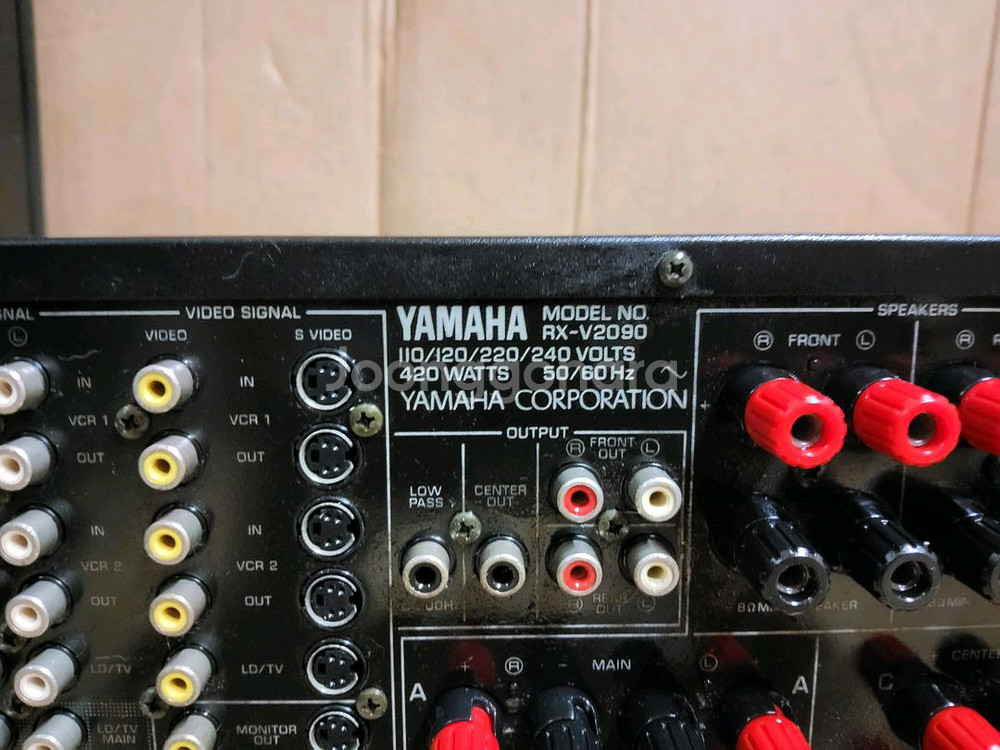 VIDEO SIGNAL
VIDEO
S VIDEO
IN
IN
VCR 1
VCR 1
OUT
OUT
IN
IN
VCR 2
VCR 2
OUT
OUT
LD/TV
LD/TV
LD/TV
MAIN
MONITOR
OUT
YAMAHA MODEL NO.
RX-V2090
110/120/220/240 VOLTS
420 WATTS 50/60Hz
YAMAHA CORPORATION
OUTPUT
LOW
PASS
CENTER
OUT
R FRONT L
OUT
R REAR L
OUT
SPEAKERS
R FRONT L
R
+
+ R - MAIN L
A A
C
+